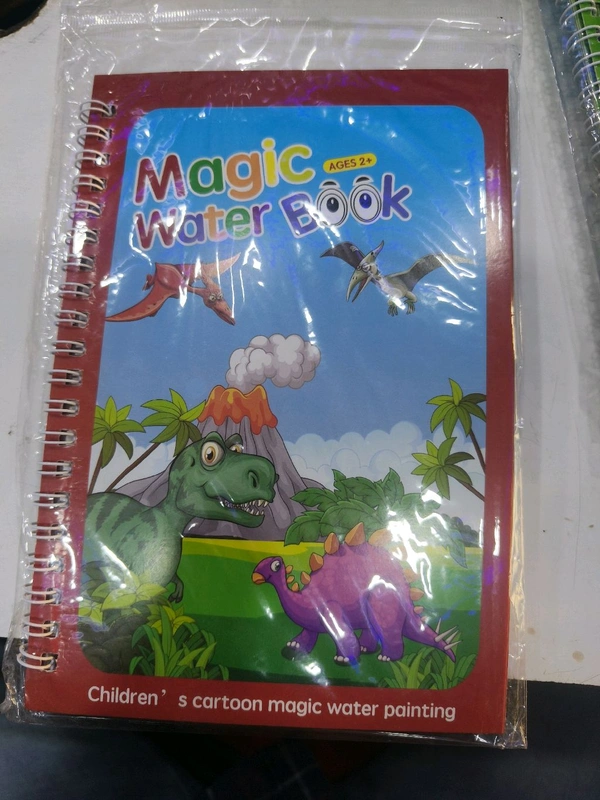 Magic
AGES 2+
Water Book
Children's cartoon magic water painting